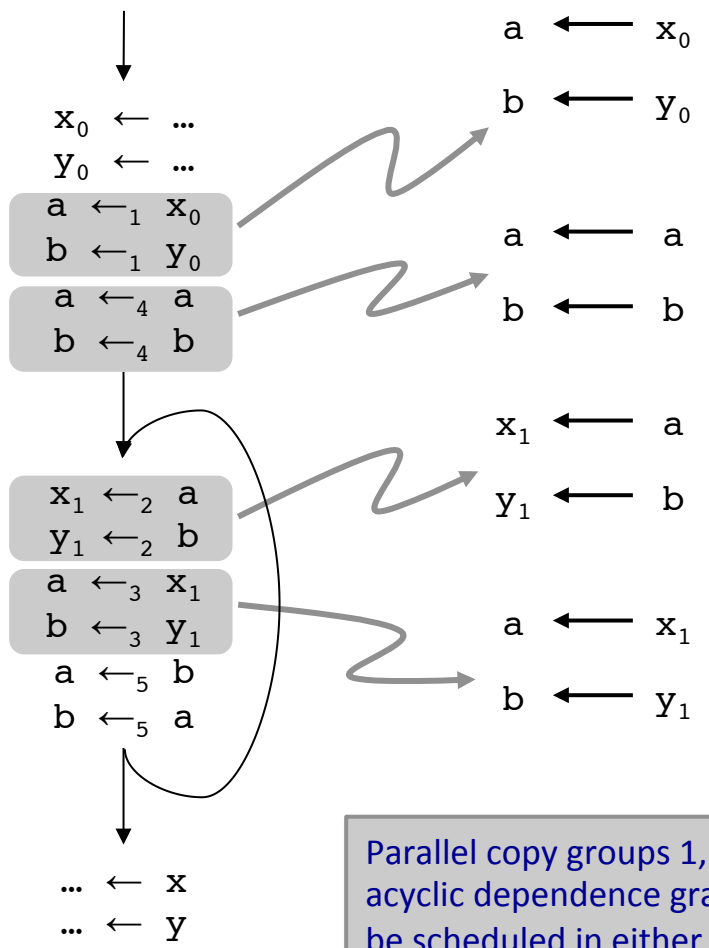 x₀ ← …
y₀ ← …
a ←₁ x₀
b ←₁ y₀
a ←₄ a
b ←₄ b
x₁ ←₂ a
y₁ ←₂ b
a ←₃ x₁
b ←₃ y₁
a ←₅ b
b ←₅ a
… ← x
… ← y
a ← x₀
b ← y₀
a ← a
b ← b
x₁ ← a
y₁ ← b
a ← x₁
b ← y₁
Parallel copy groups 1,
acyclic dependence
be scheduled in either